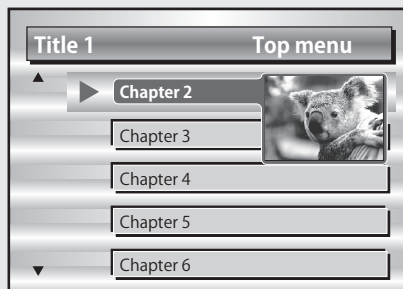 Title 1 Top menu
Chapter 2
Chapter 3
Chapter 4
Chapter 5
Chapter 6